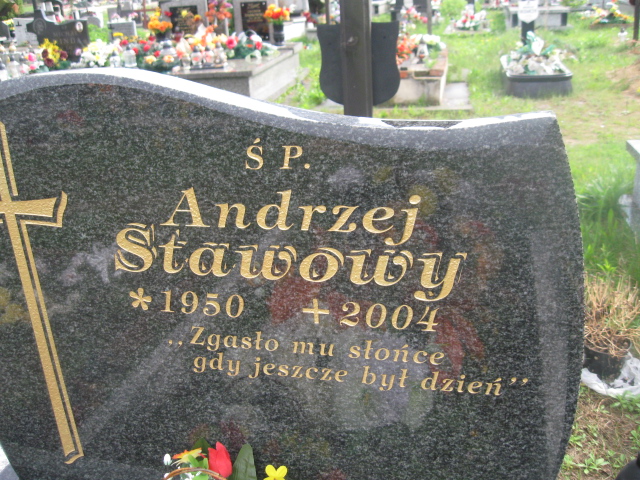 Ś P.
Andrzej
Stawowy
*1950 +2004
„Zgasło mu słońce
gdy jeszcze był dzień”